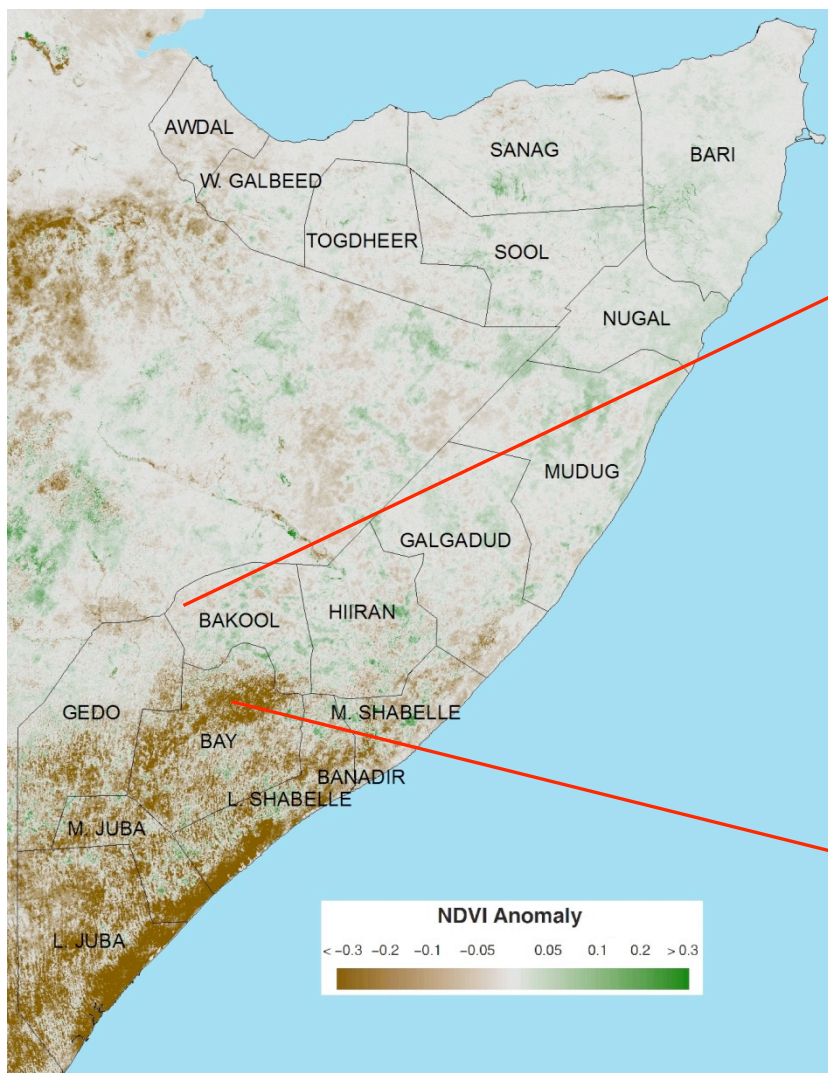 AWDAL
SANAG
BARI
W. GALBEED
TOGDHEER
SOOL
NUGAL
MUDUG
GALGADUD
HIIRAN
BAKOOL
GEDO
M. SHABELLE
BAY
BANADIR
L. SHABELLE
M. JUBA
L. JUBA
NDVI Anomaly
< −0.3 -0.2 -0.1 -0.05 0.05 0.1 0.2 > 0.3